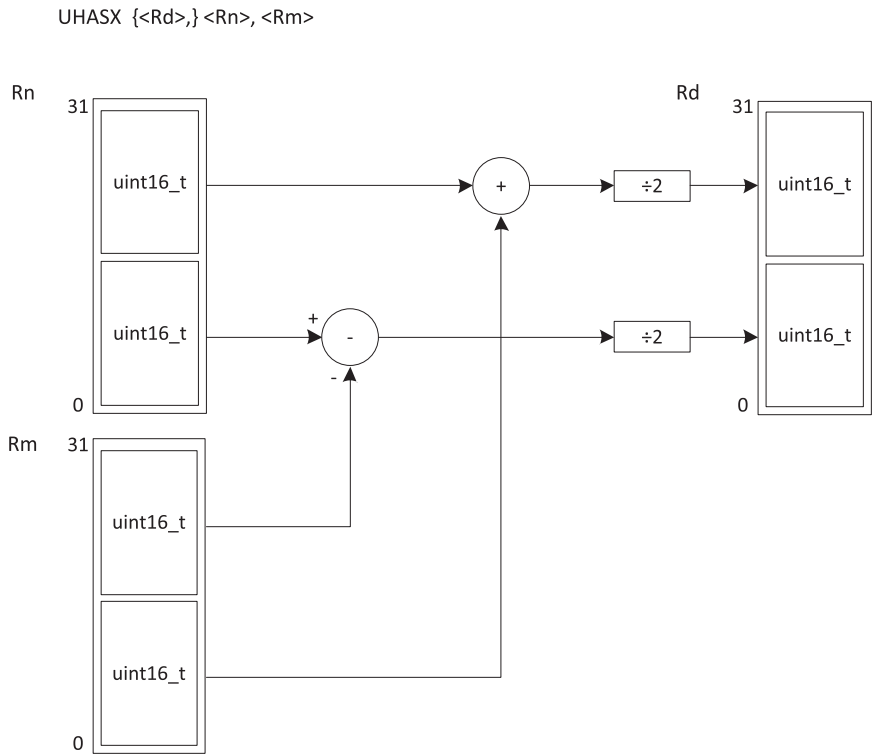 UHASX {<Rd>,} <Rn>, <Rm>
Rn
31
uint16_t
uint16_t
0
+
÷2
Rd
31
uint16_t
uint16_t
0
+
-
-
÷2
Rm
31
uint16_t
uint16_t
0